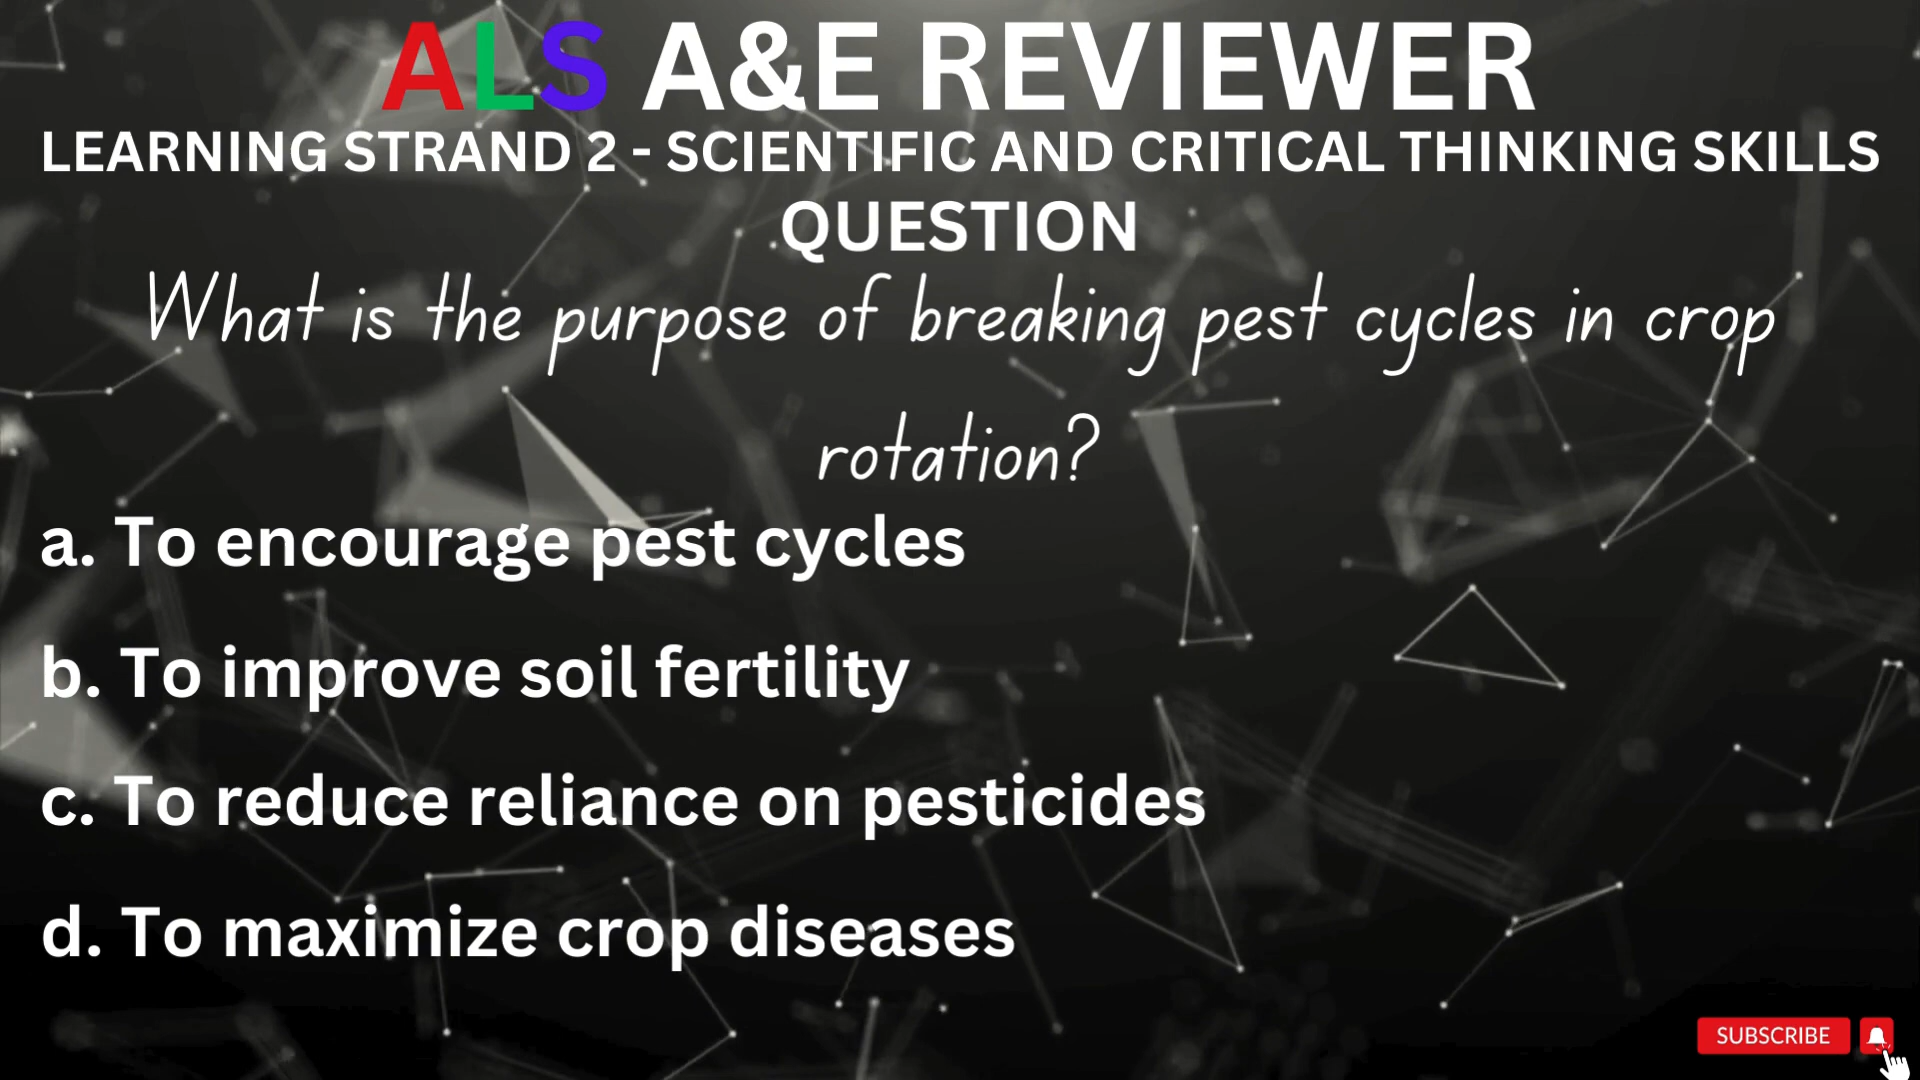 ALS A&E REVIEWER
LEARNING STRAND 2 - SCIENTIFIC AND CRITICAL THINKING SKILLS
QUESTION
What is the purpose of breaking pest cycles in crop
rotation?
a. To encourage pest cycles
b. To improve soil fertility
c. To reduce reliance on pesticides
d. To maximize crop diseases
SUBSCRIBE